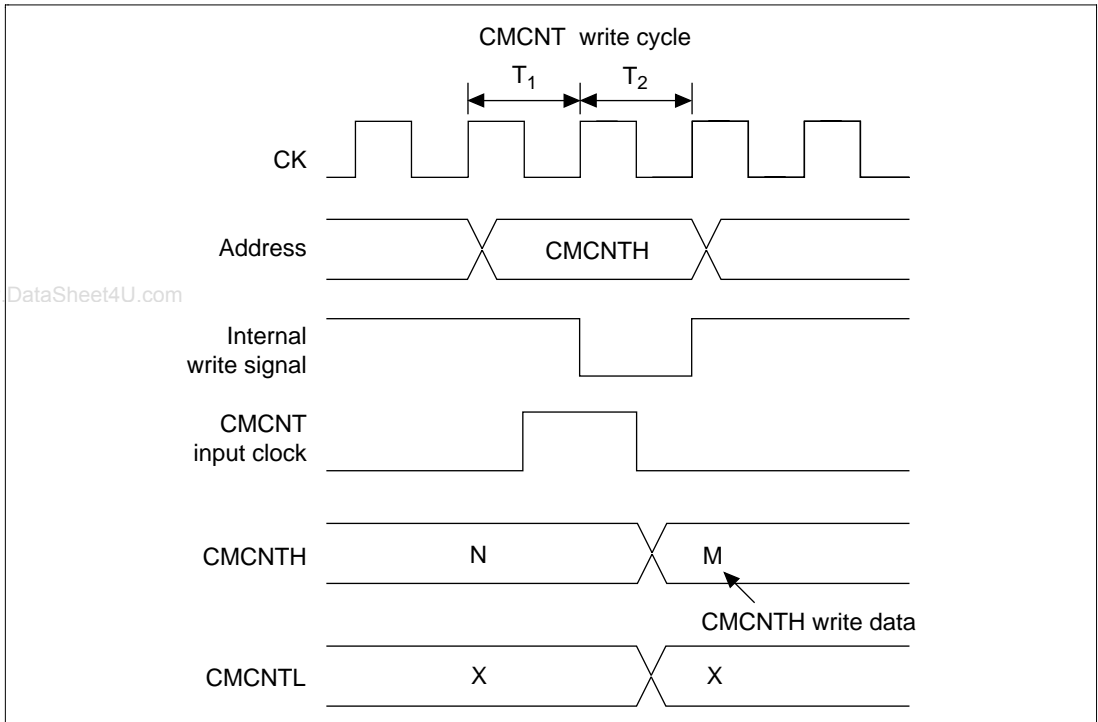 CMCNT write cycle
T1 T2
CK
Address CMCNTH
DataSheet4U.com
Internal
write signal
CMCNT
input clock
CMCNTH N M
CMCNTH write data
CMCNTL X X